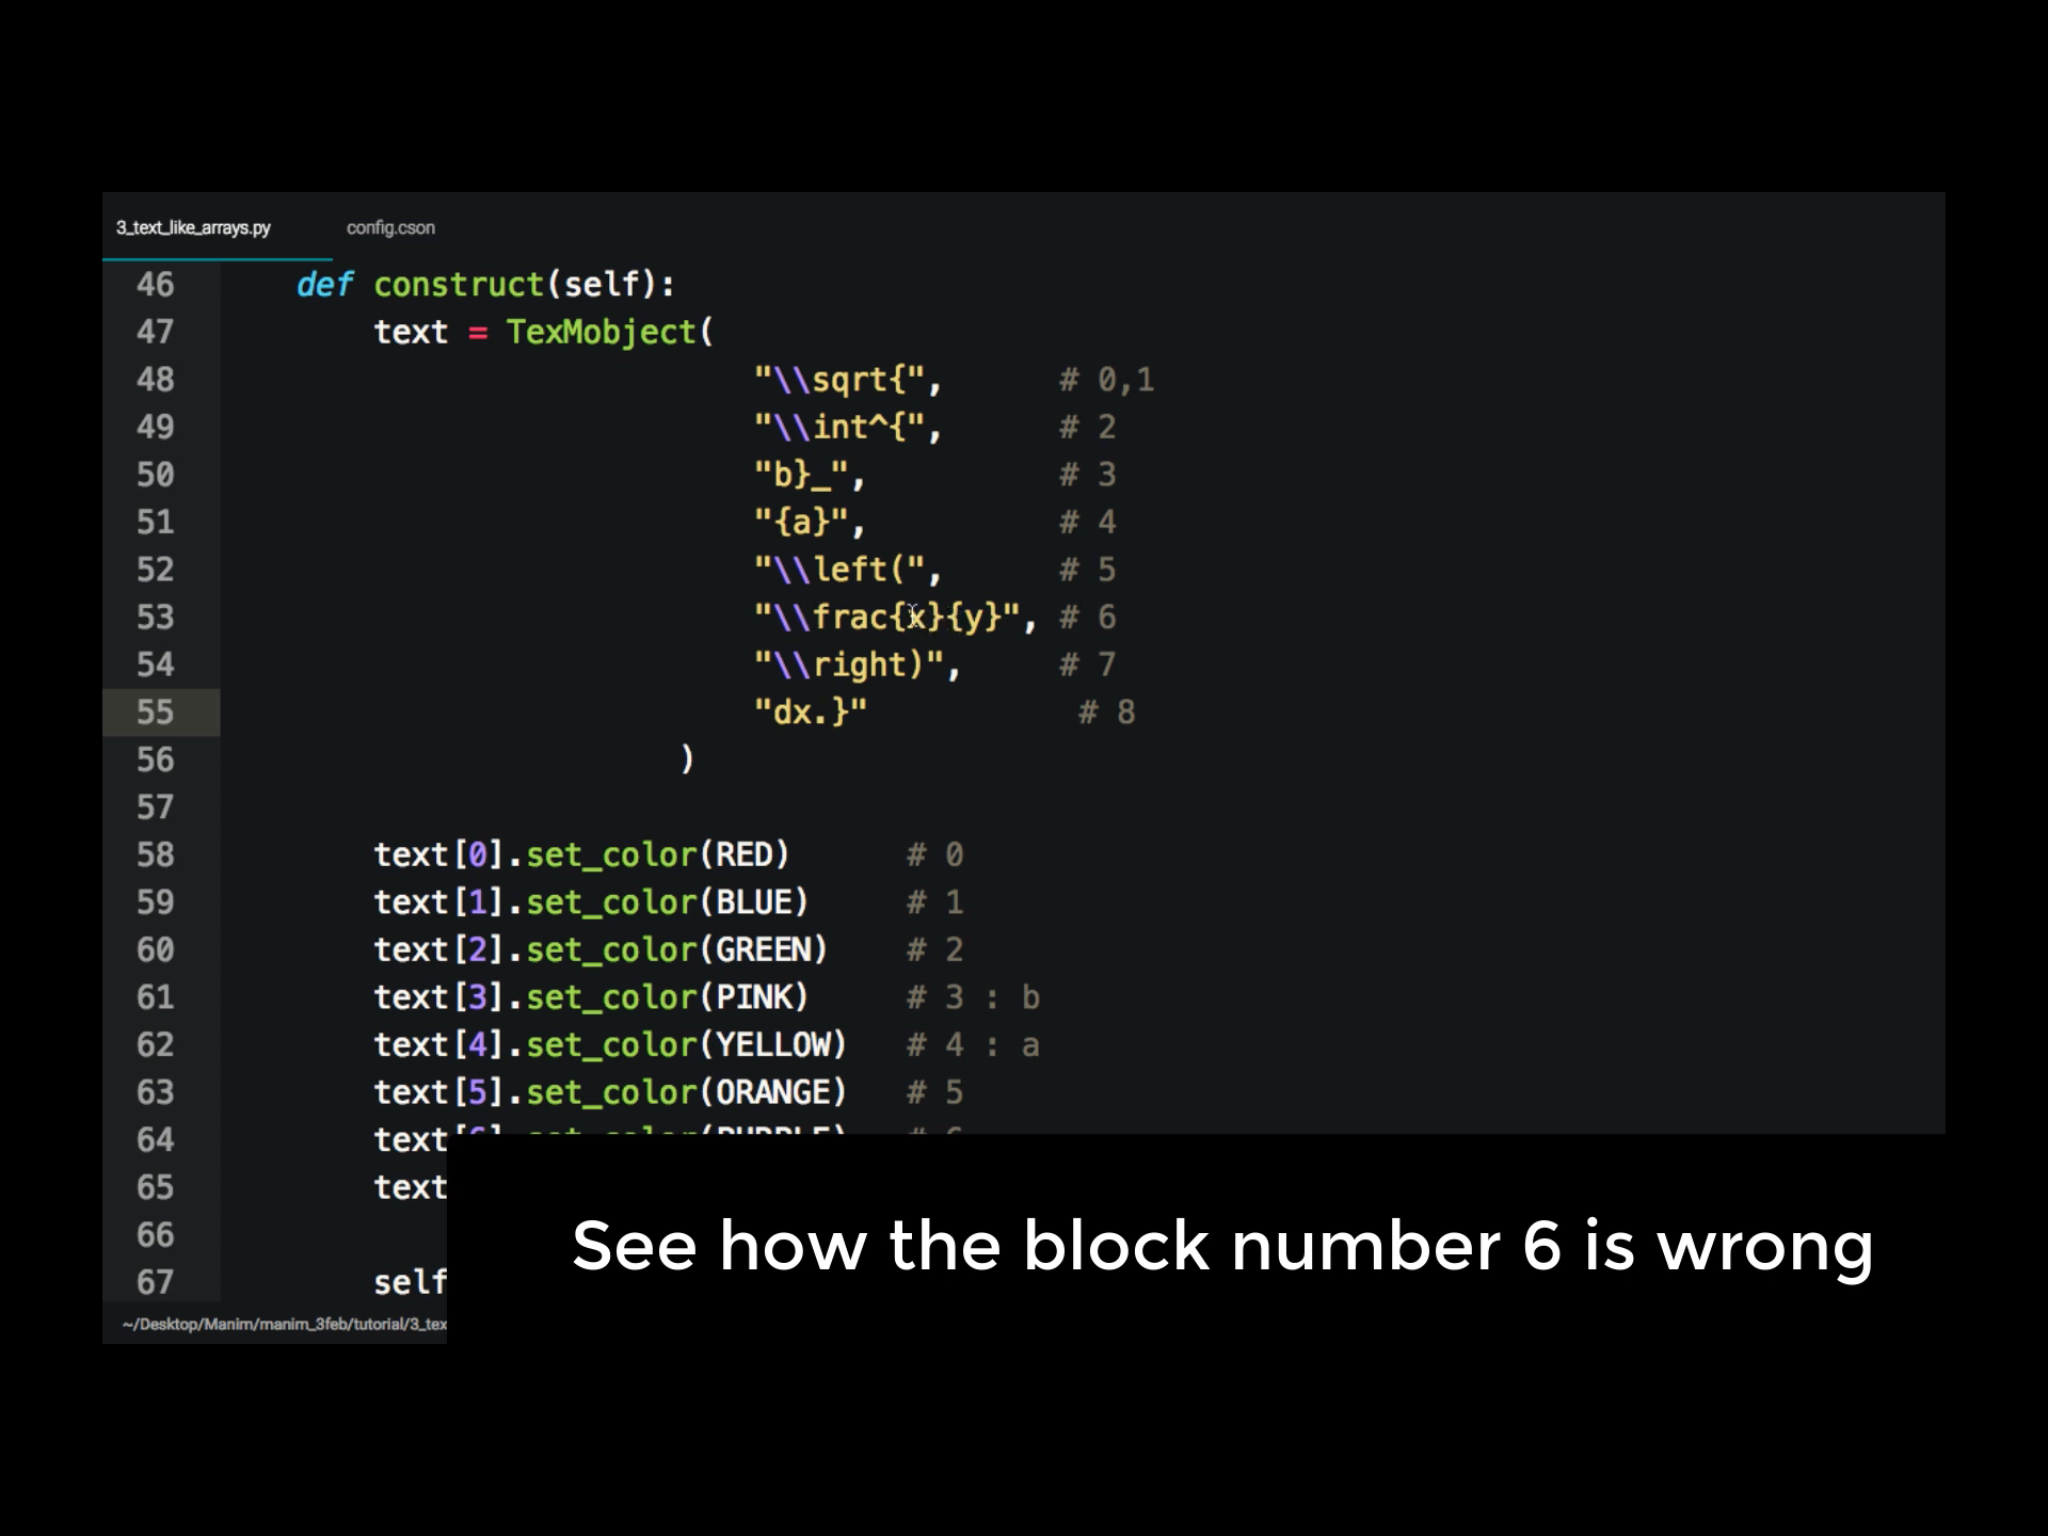 3_text_like_arrays.py config.cson
46 def construct(self):
47 text = TexMobject(
48 "\\sqrt{", # 0,1
49 "\\int^{", # 2
50 "b}_", # 3
51 "{a}", # 4
52 "\\left(", # 5
53 "\\frac{x}{y}", # 6
54 "\\right)", # 7
55 "dx.}" # 8
56 )
57
58 text[0].set_color(RED) # 0
59 text[1].set_color(BLUE) # 1
60 text[2].set_color(GREEN) # 2
61 text[3].set_color(PINK) # 3 : b
62 text[4].set_color(YELLOW) # 4 : a
63 text[5].set_color(ORANGE) # 5
64 text[6].set_color(PURPLE) # 6
65 text
66
67 self
~/Desktop/Manim/manim_3feb/tutorial/3_tex
See how the block number 6 is wrong